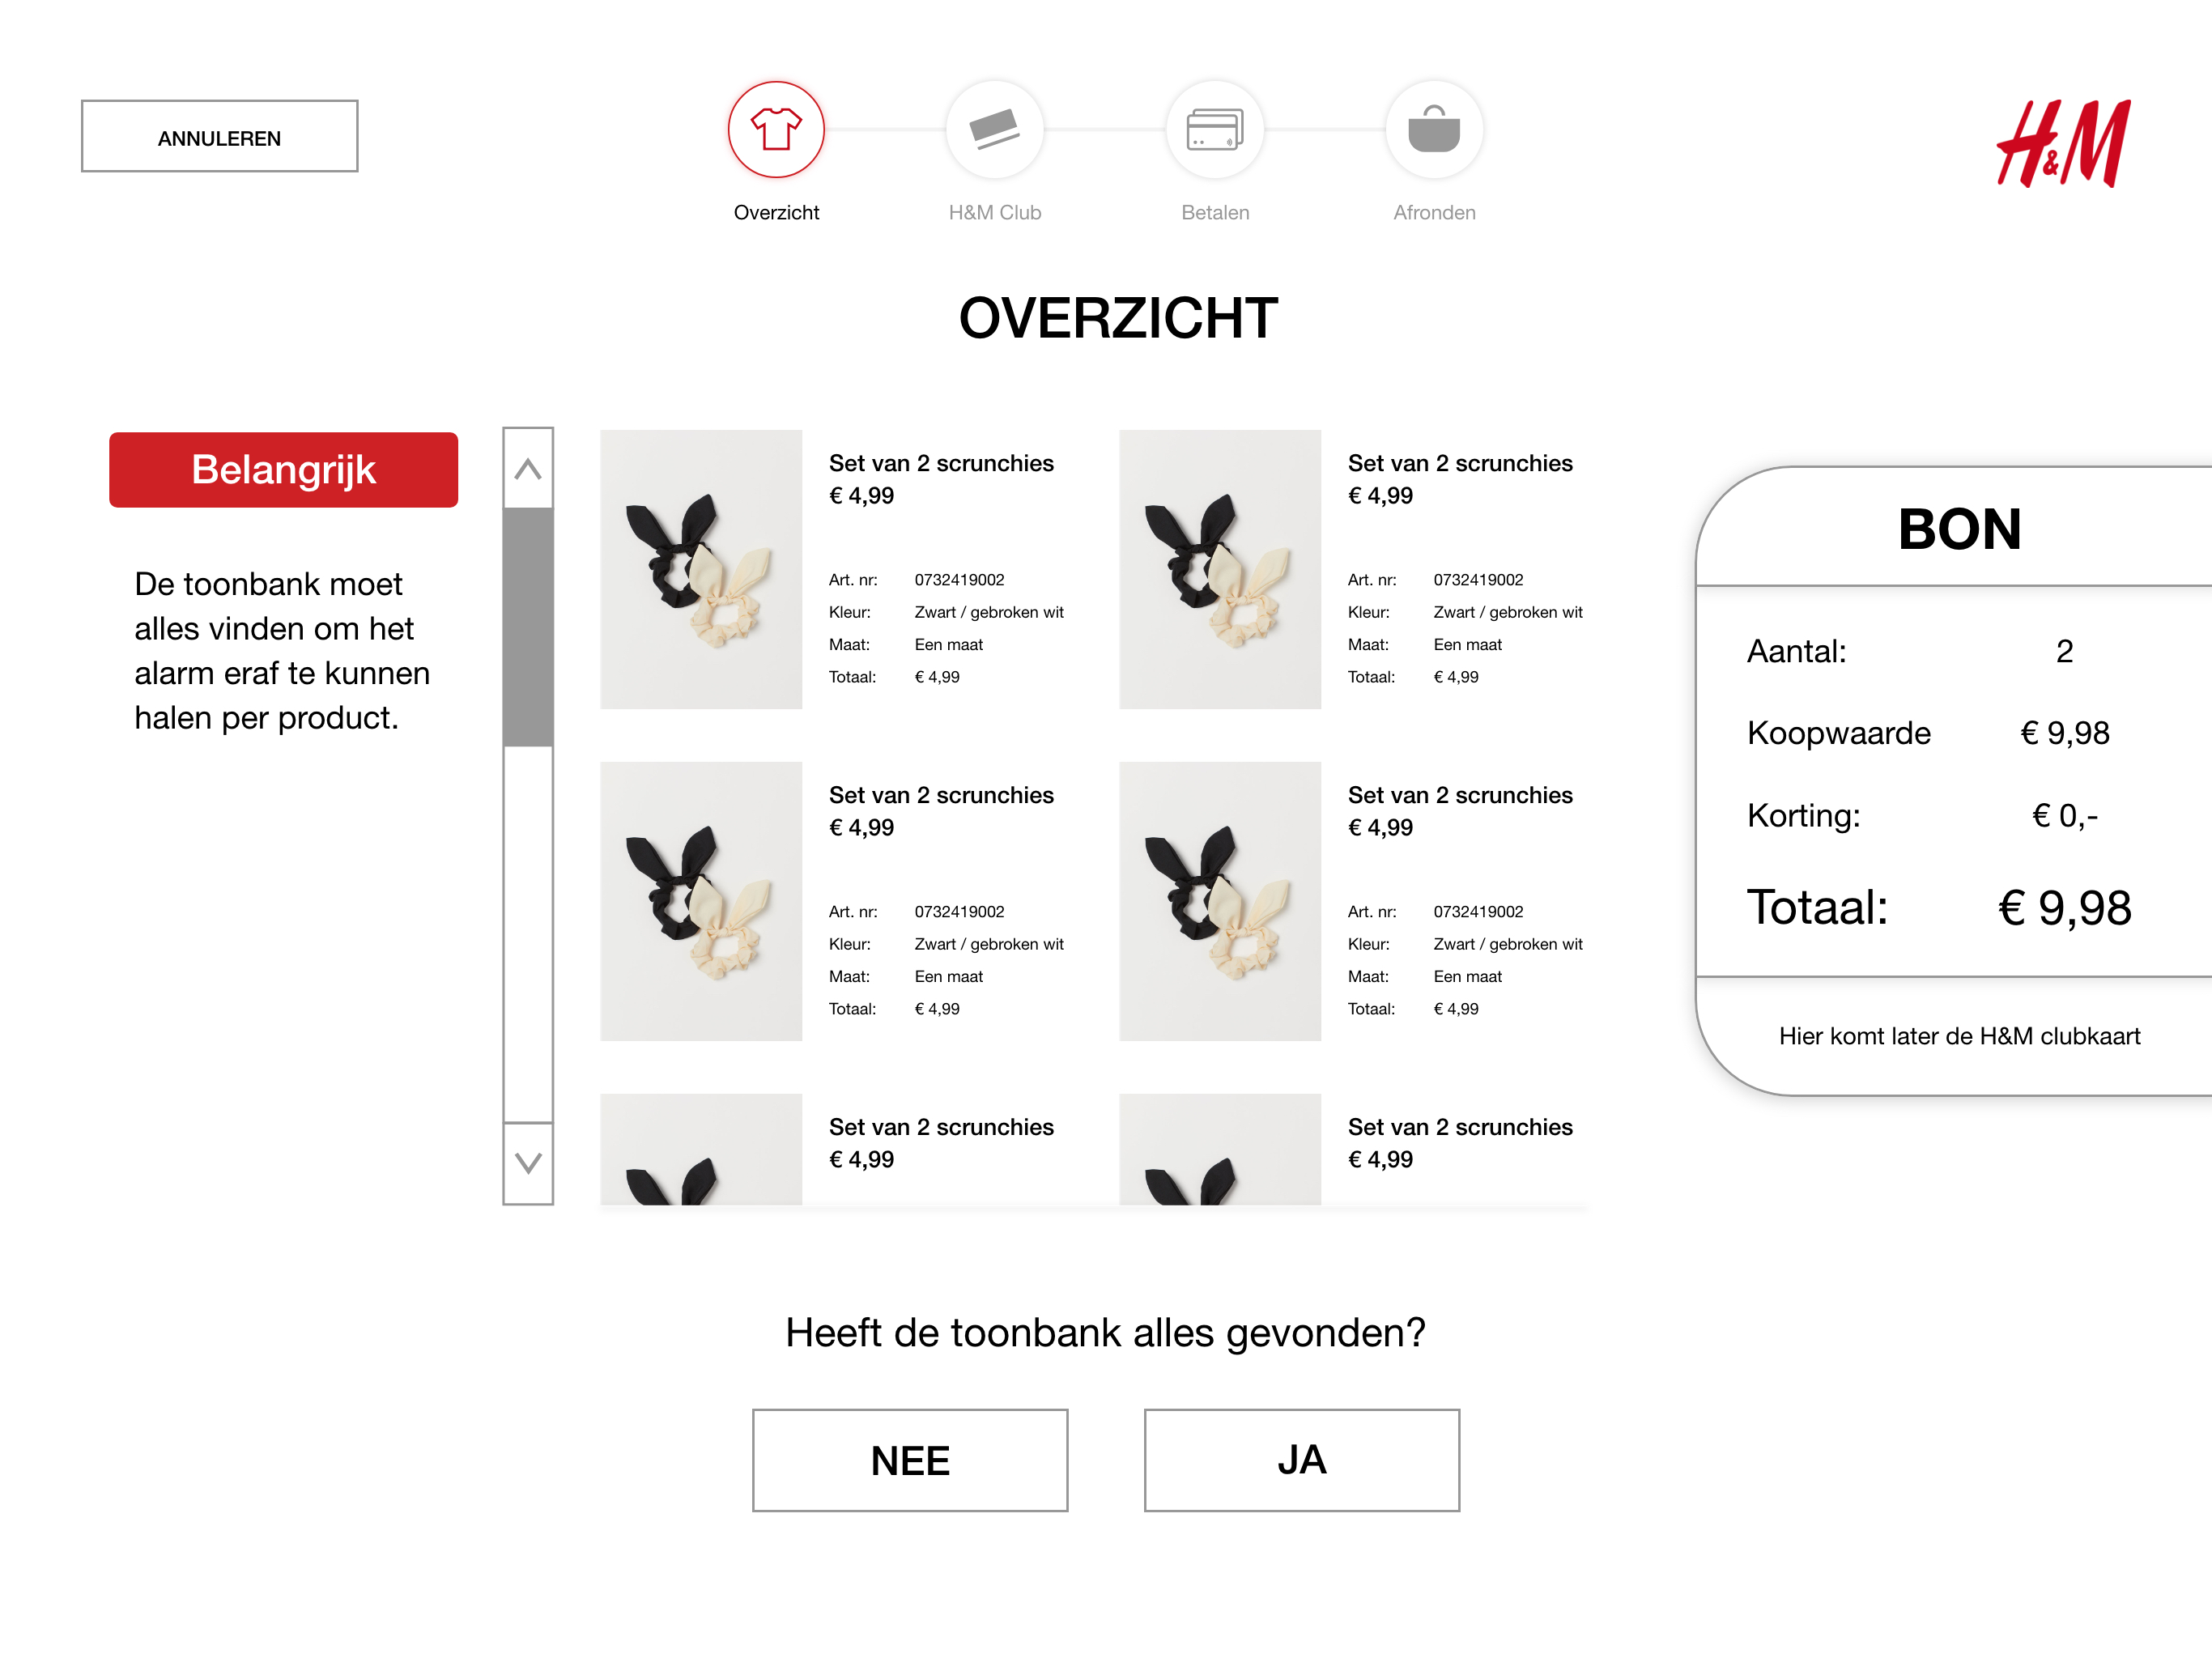 ANNULEREN
Overzicht
H&M Club
Betalen
Afronden
H&M
OVERZICHT
Belangrijk
De toonbank moet
alles vinden om het
alarm eraf te kunnen
halen per product.
Set van 2 scrunchies
€ 4,99
Art. nr: 0732419002
Kleur: Zwart / gebroken wit
Maat: Een maat
Totaal: € 4,99
Set van 2 scrunchies
€ 4,99
Art. nr: 0732419002
Kleur: Zwart / gebroken wit
Maat: Een maat
Totaal: € 4,99
Set van 2 scrunchies
€ 4,99
Art. nr: 0732419002
Kleur: Zwart / gebroken wit
Maat: Een maat
Totaal: € 4,99
Set van 2 scrunchies
€ 4,99
Art. nr: 0732419002
Kleur: Zwart / gebroken wit
Maat: Een maat
Totaal: € 4,99
Set van 2 scrunchies
€ 4,99
Set van 2 scrunchies
€ 4,99
BON
Aantal: 2
Koopwaarde € 9,98
Korting: € 0,-
Totaal: € 9,98
Hier komt later de H&M clubkaart
Heeft de toonbank alles gevonden?
NEE
JA